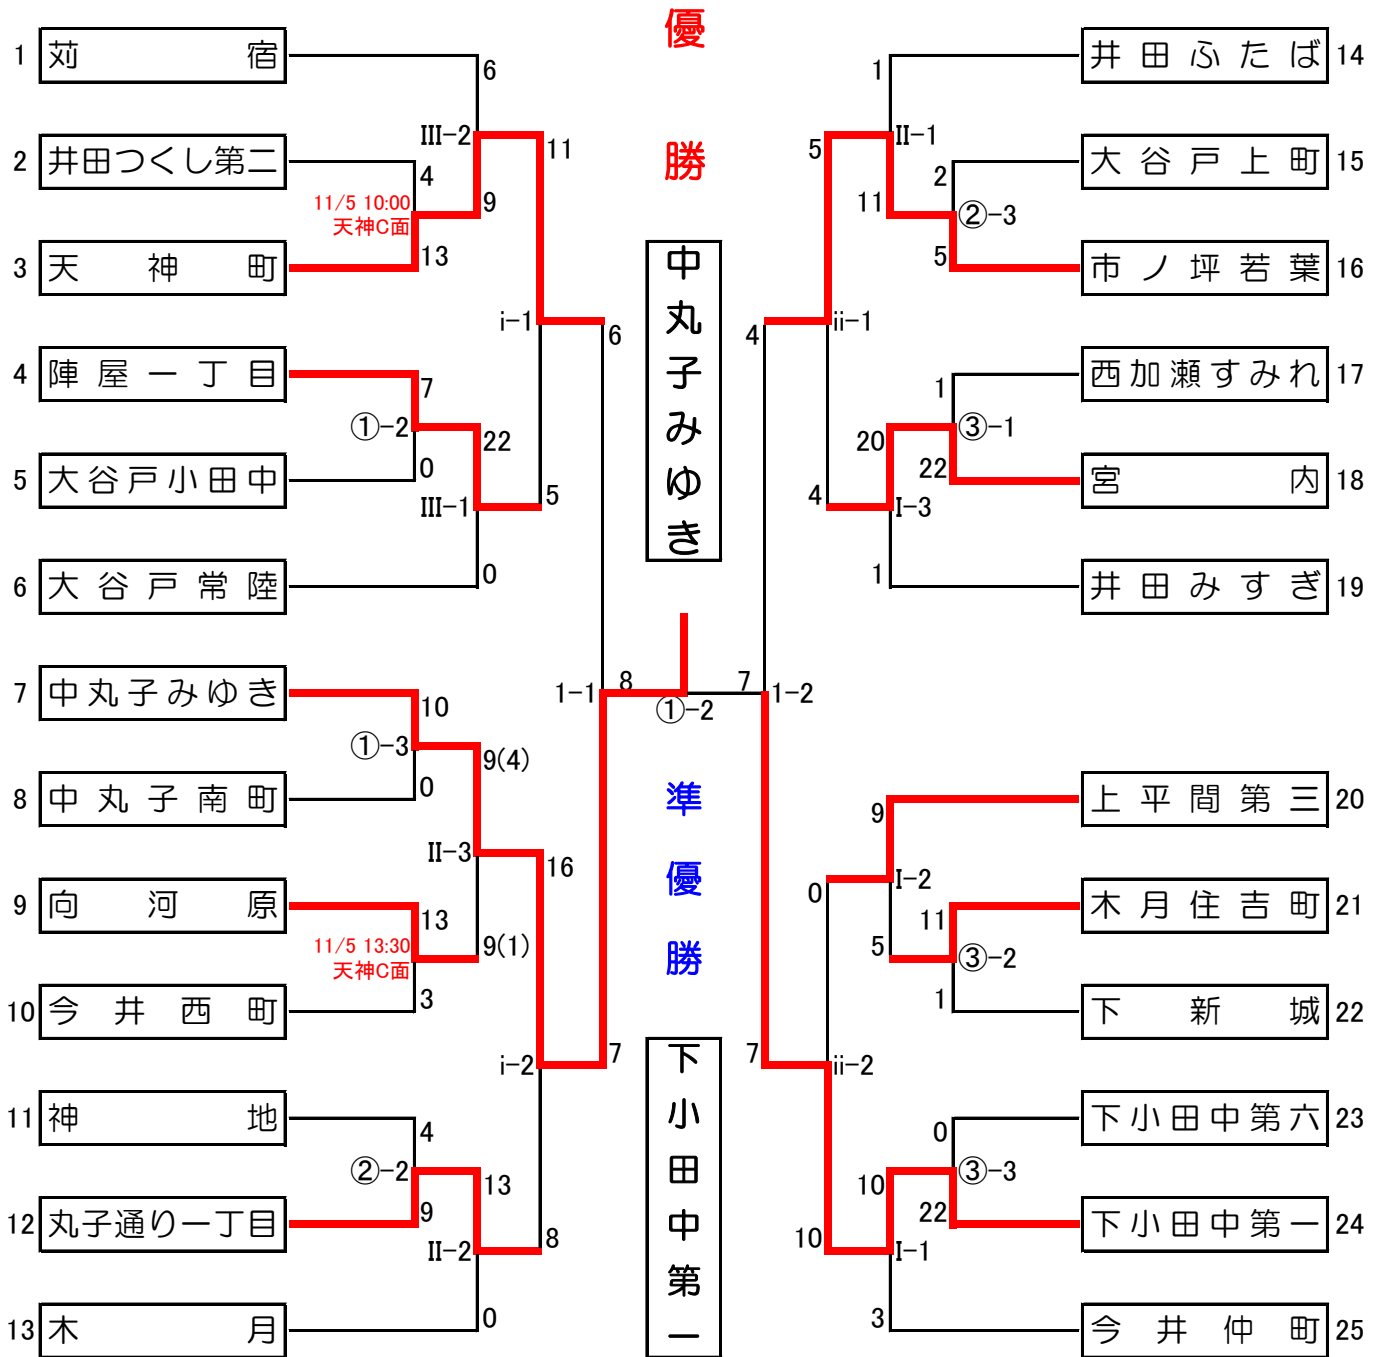 優
勝
中丸子みゆき
準
優
勝
下小田中第一
1 苅宿
6
2 井田つくし第二
III-2
11
4
11/5 10:00
天神C面
9
3 天神町
13
i-1
6
4 陣屋一丁目
7
①-2
22
5 大谷戸小田中
0
III-1
5
6 大谷戸常陸
0
7 中丸子みゆき
10
1-1
8
①-2
7
1-2
①-3
9(4)
8 中丸子南町
0
II-3
16
9 向河原
13
11/5 13:30
天神C面
9(1)
10 今井西町
3
i-2
7
11 神地
4
②-2
13
12 丸子通り一丁目
9
II-2
8
13 木月
0
井田ふたば 14
1
5
II-1
大谷戸上町 15
2
11
②-3
市ノ坪若葉 16
5
4
ii-1
西加瀬すみれ 17
1
20
③-1
宮内 18
22
4
I-3
井田みすぎ 19
1
上平間第三 20
9
0
I-2
木月住吉町 21
11
5
③-2
下新城 22
1
7
ii-2
下小田中第六 23
0
10
③-3
下小田中第一 24
22
10
I-1
今井仲町 25
3